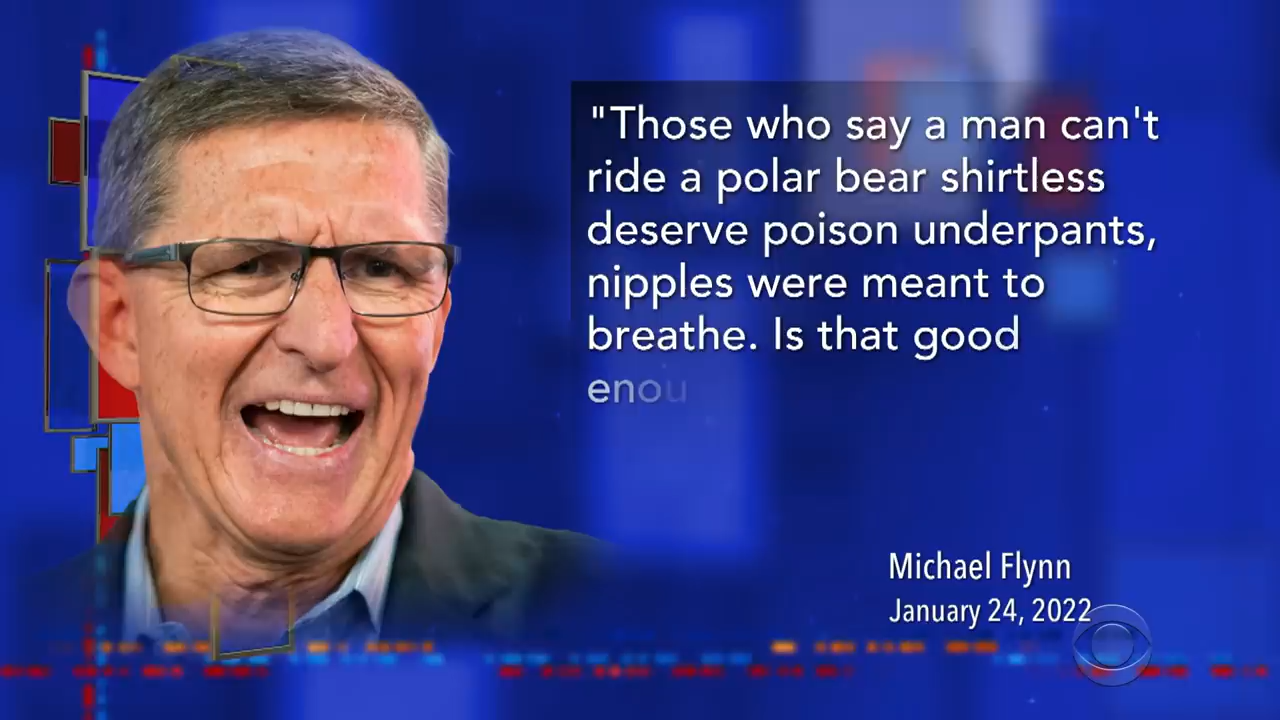 "Those who say a man can't
ride a polar bear shirtless
deserve poison underpants,
nipples were meant to
breathe. Is that good
enou
Michael Flynn
January 24, 2022